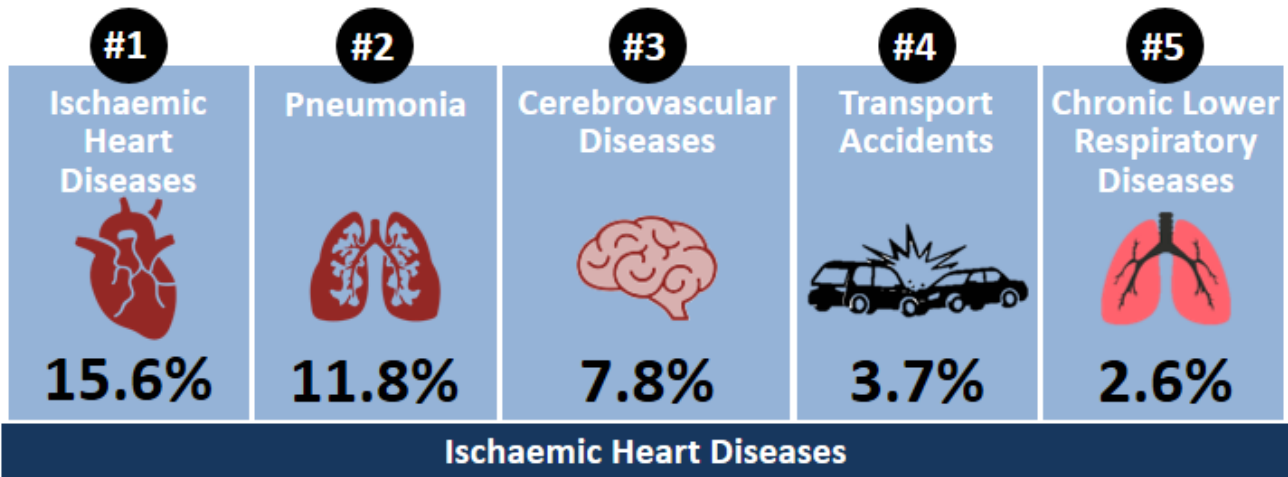 #1
Ischaemic
Heart
Diseases
15.6%
#2
Pneumonia
11.8%
#3
Cerebrovascular
Diseases
7.8%
#4
Transport
Accidents
3.7%
#5
Chronic Lower
Respiratory
Diseases
2.6%
Ischaemic Heart Diseases